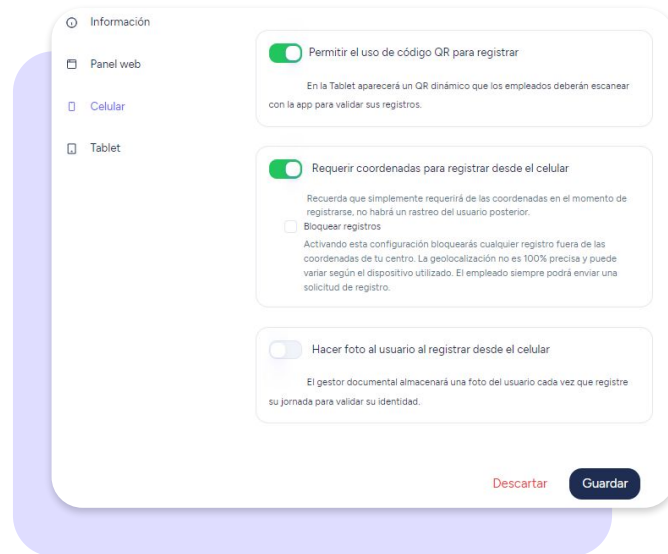 Información
Panel web
Celular
Tablet
Permitir el uso de código QR para registrar
En la Tablet aparecerá un QR dinámico que los empleados deberán escanear
con la app para validar sus registros.
Requerir coordenadas para registrar desde el celular
Recuerda que simplemente requerirá de las coordenadas en el momento de
registrarse, no habrá un rastreo del usuario posterior.
Bloquear registros
Activando esta configuración bloquearás cualquier registro fuera de las
coordenadas de tu centro. La geolocalización no es 100% precisa y puede
variar según el dispositivo utilizado. El empleado siempre podrá enviar una
solicitud de registro.
Hacer foto al usuario al registrar desde el celular
El gestor documental almacenará una foto del usuario cada vez que registre
su jornada para validar su identidad.
Descartar
Guardar